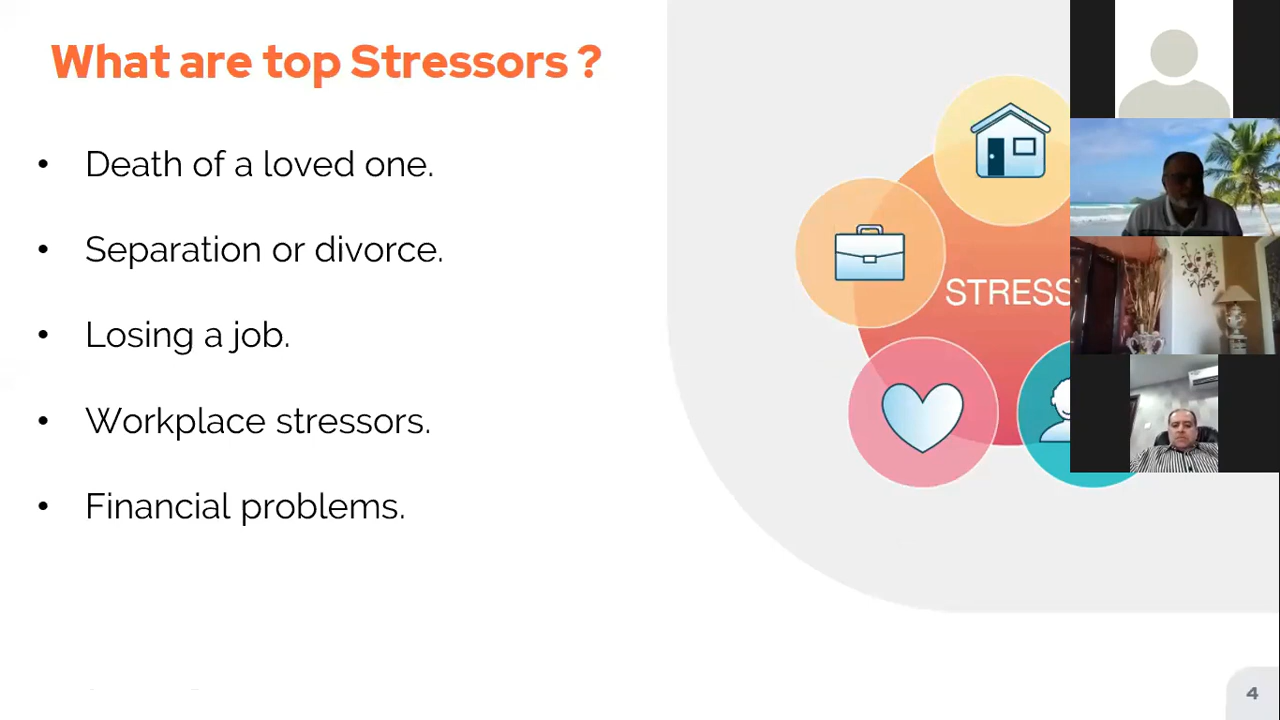 What are top Stressors ?
• Death of a loved one.
• Separation or divorce.
• Losing a job.
• Workplace stressors.
• Financial problems.
STRESS
4